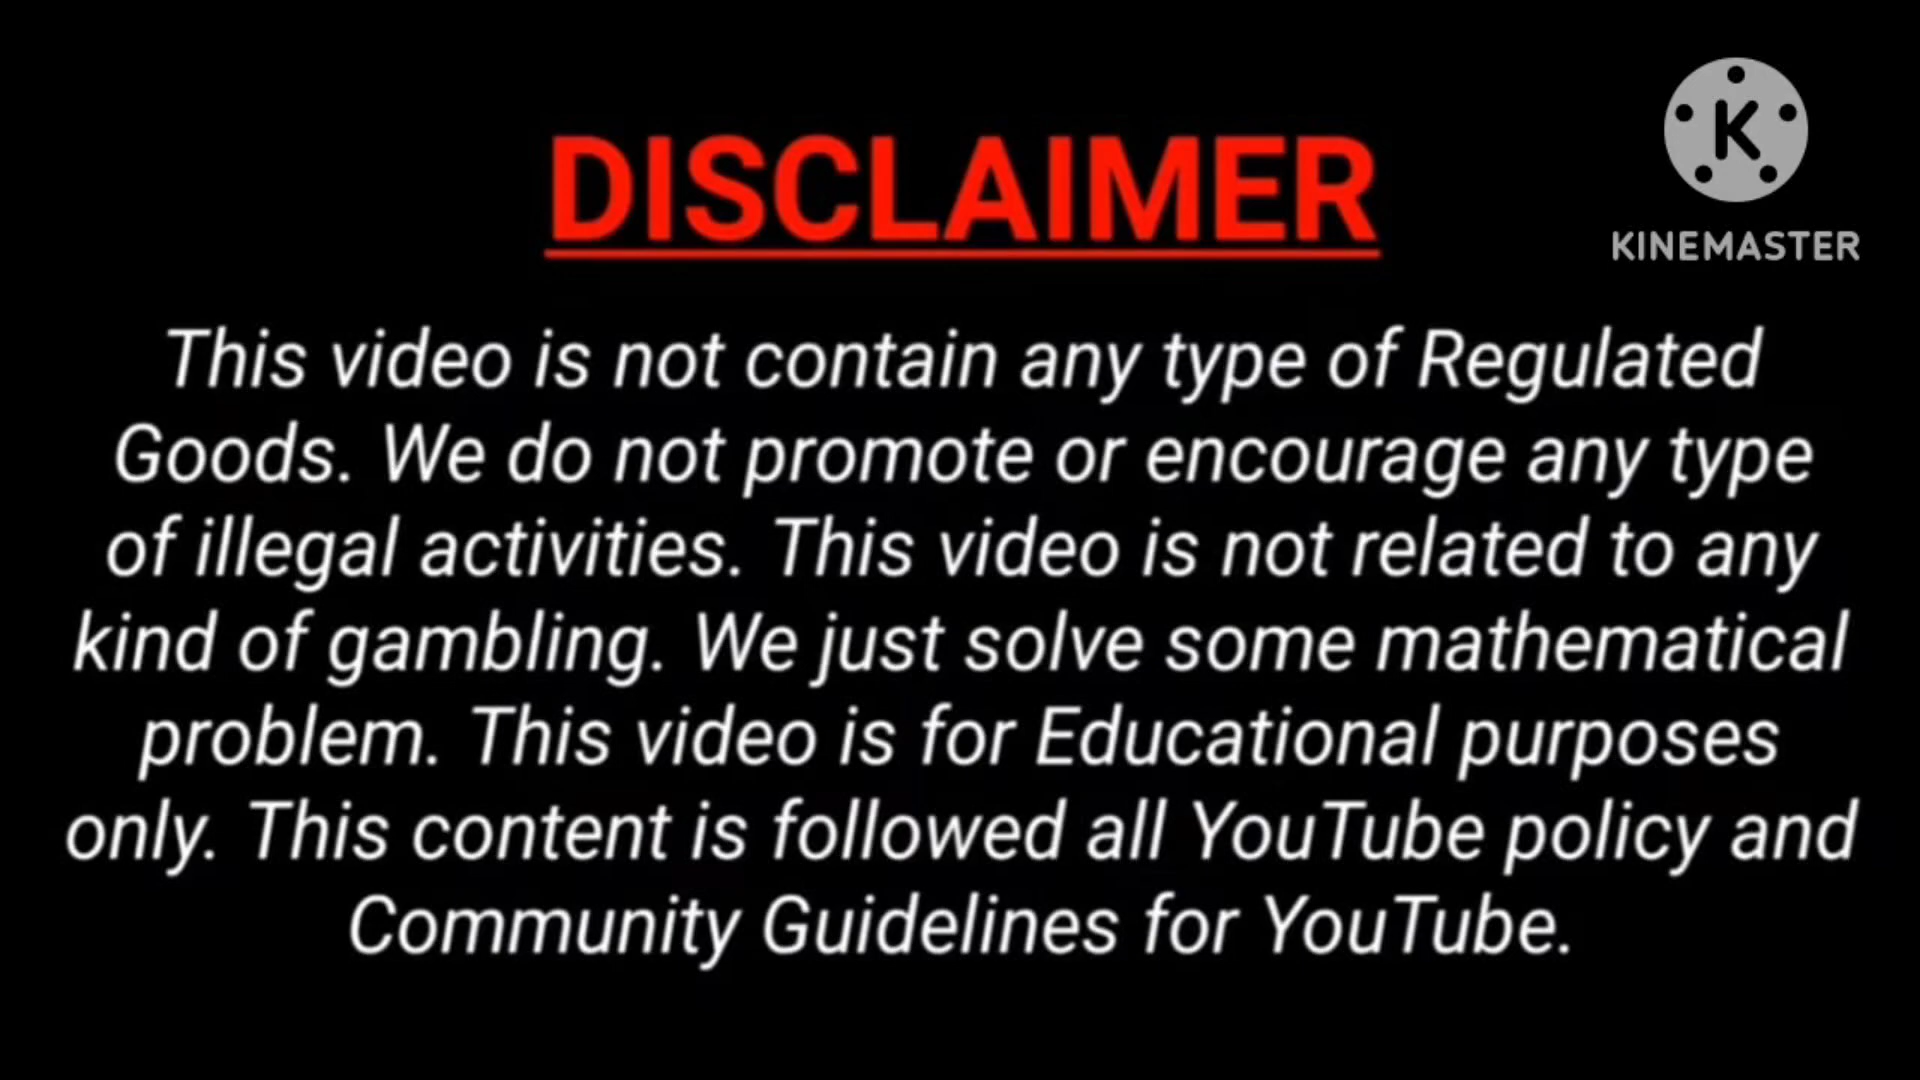 DISCLAIMER
KINEMASTER
This video is not contain any type of Regulated
Goods. We do not promote or encourage any type
of illegal activities. This video is not related to any
kind of gambling. We just solve some mathematical
problem. This video is for Educational purposes
only. This content is followed all YouTube policy and
Community Guidelines for YouTube.